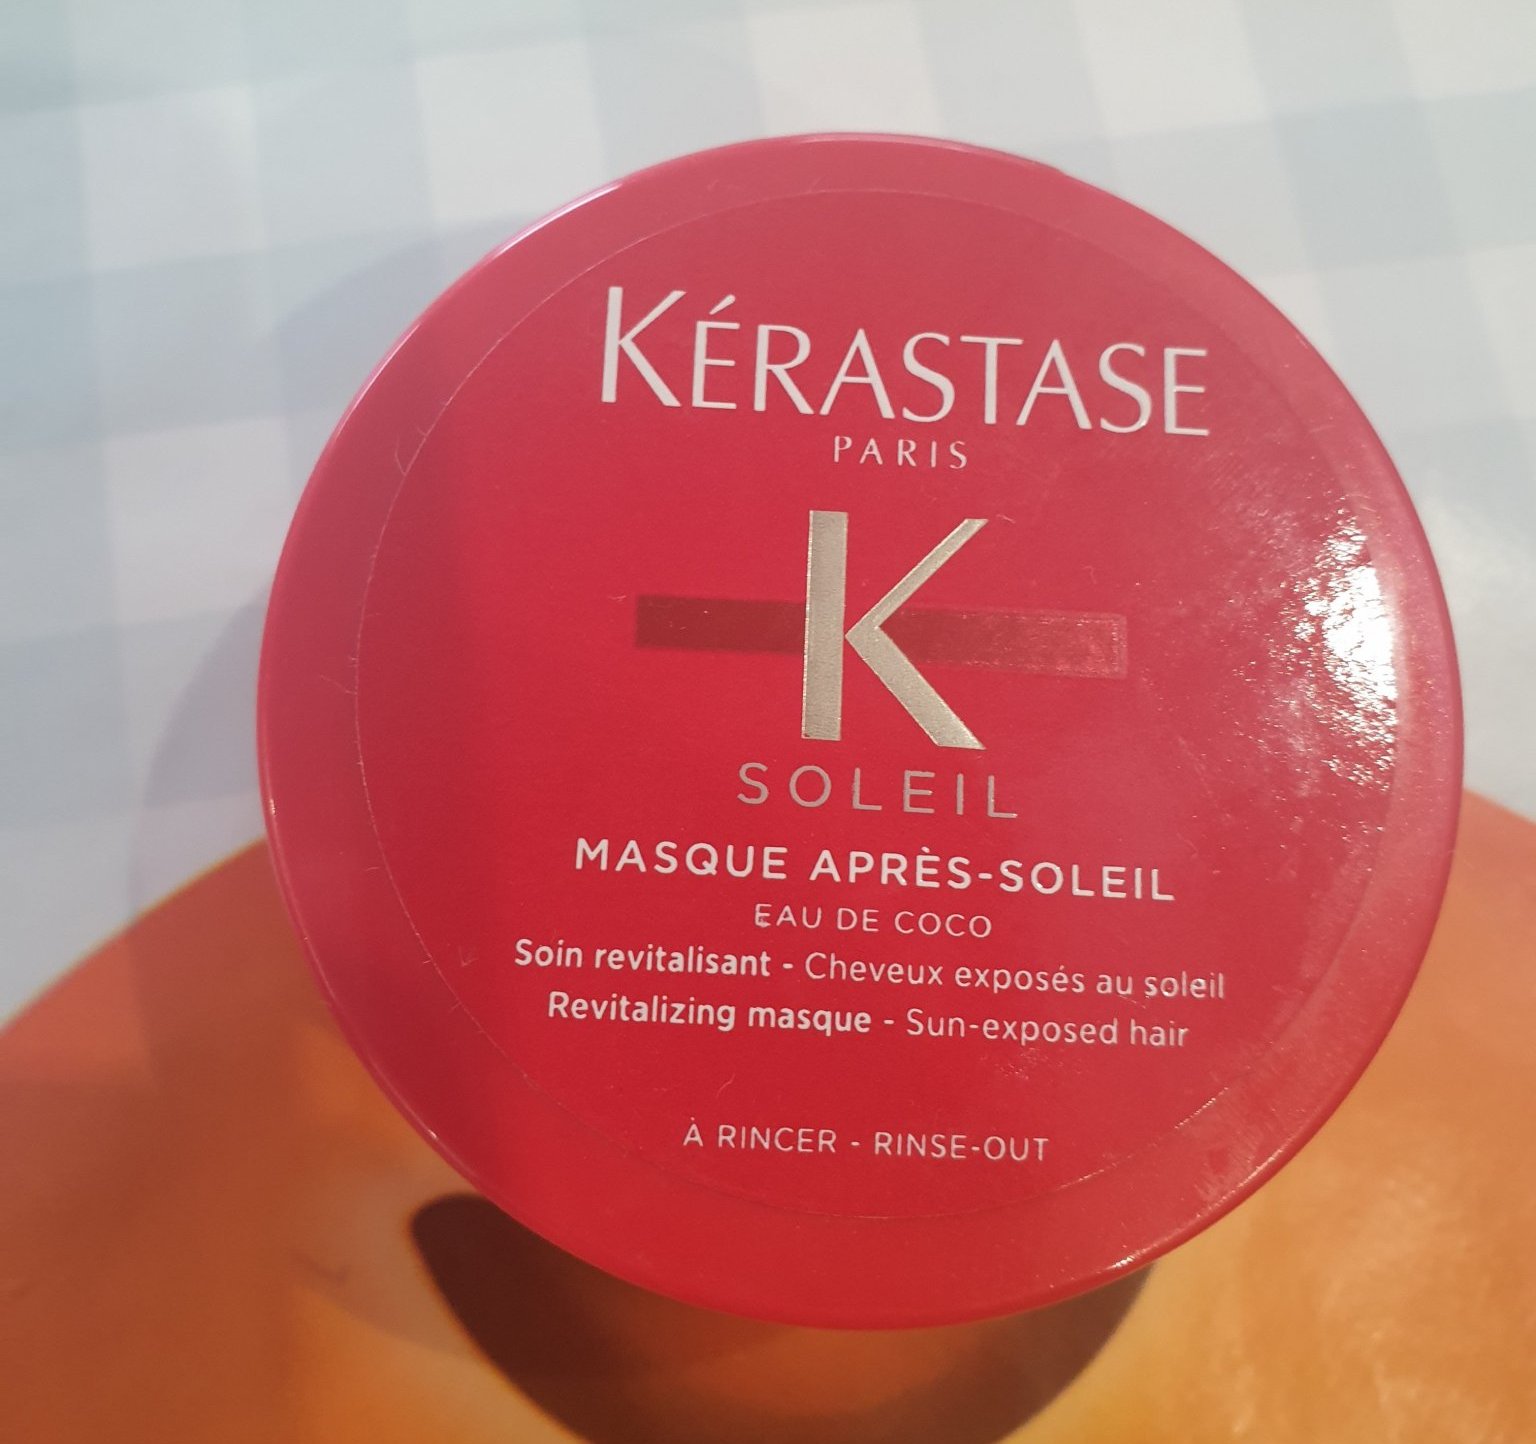 KÉRASTASE
PARIS
K
SOLEIL
MASQUE APRÈS-SOLEIL
EAU DE COCO
Soin revitalisant - Cheveux exposés au soleil
Revitalizing masque - Sun-exposed hair
À RINCER - RINSE-OUT